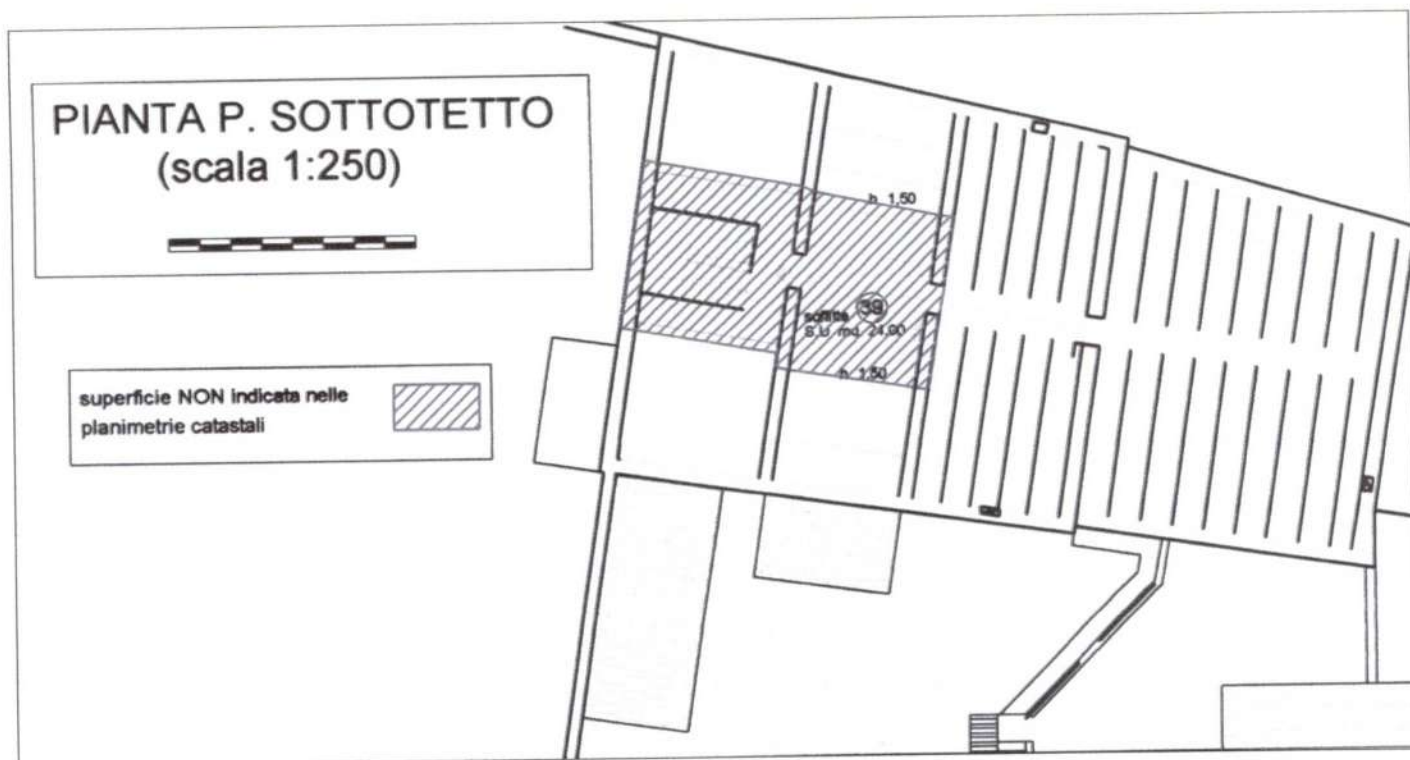 PIANTA P. SOTTOTETTO
(scala 1:250)
h 1,50
39
soffitta
S.U mq. 24,00
h 1,50
superficie NON indicata nelle
planimetrie catastali